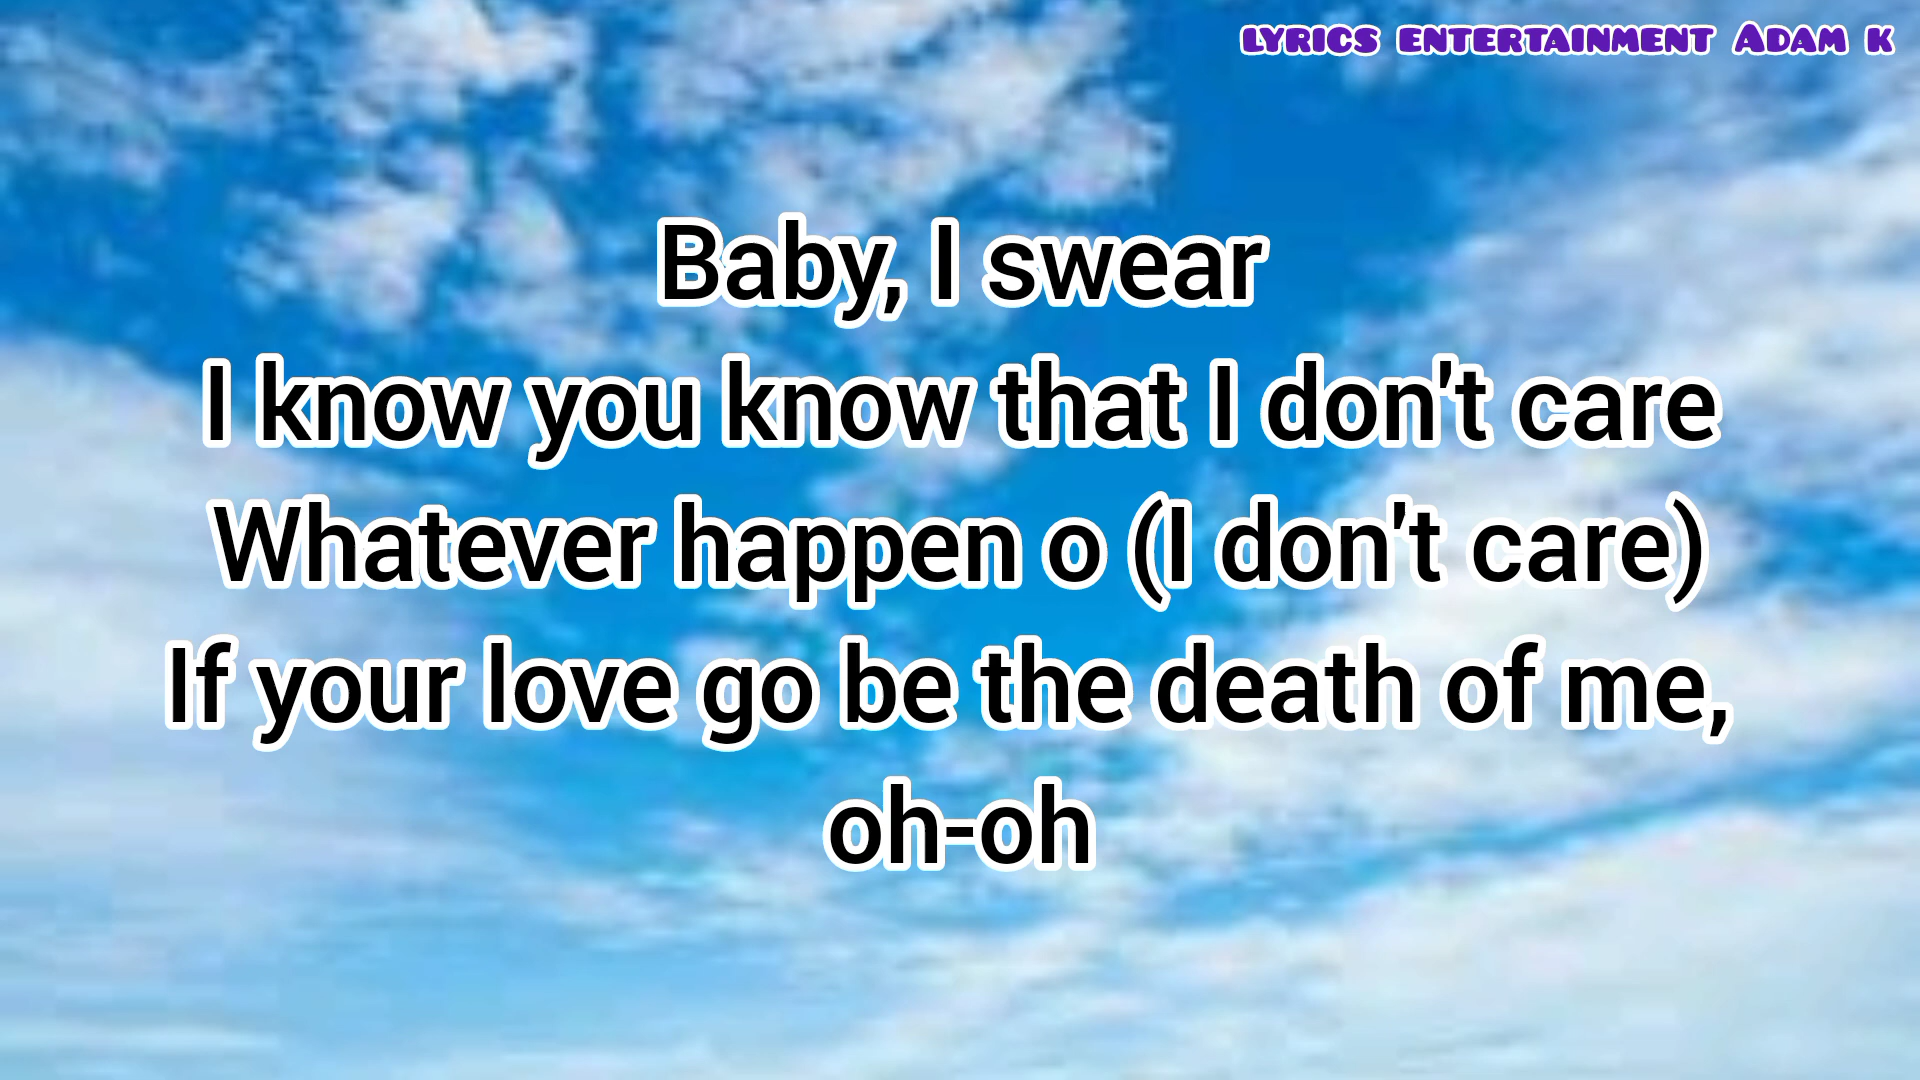 LYRICS ENTERTAINMENT ADAM K
Baby, I swear
I know you know that I don't care
Whatever happen o (I don't care)
If your love go be the death of me,
oh-oh